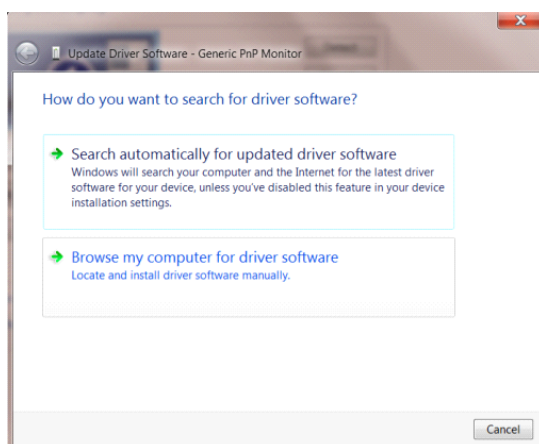 Update Driver Software - Generic PnP Monitor
How do you want to search for driver software?
Search automatically for updated driver software
Windows will search your computer and the Internet for the latest driver
software for your device, unless you've disabled this feature in your device
installation settings.
Browse my computer for driver software
Locate and install driver software manually.
Cancel